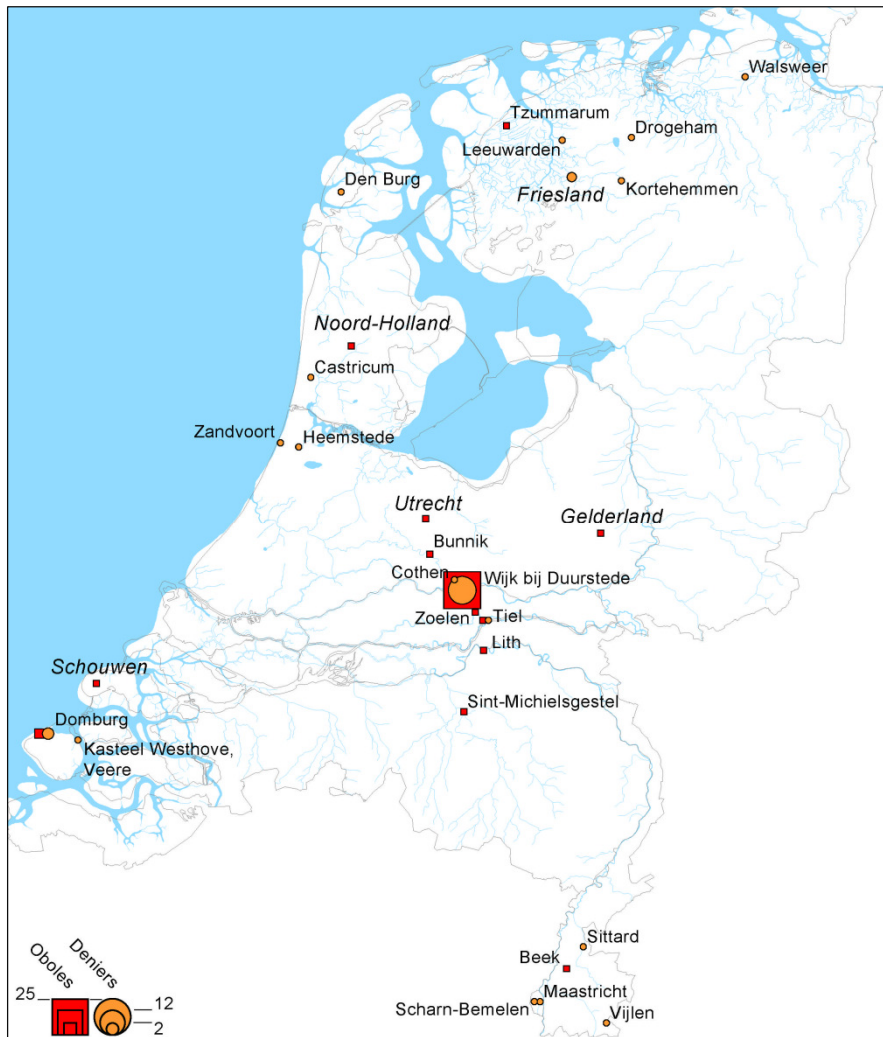 Walsweer
Tzummarum
Drogeham
Leeuwarden
Den Burg
Friesland
Kortehemmen
Noord-Holland
Castricum
Zandvoort
Heemstede
Utrecht
Gelderland
Bunnik
Cothen
Wijk bij Duurstede
Zoelen
Tiel
Lith
Schouwen
Sint-Michielsgestel
Domburg
Kasteel Westhove,
Veere
Sittard
Beek
Maastricht
Scharn-Bemelen
Vijlen
Oboles
Deniers
25
12
2